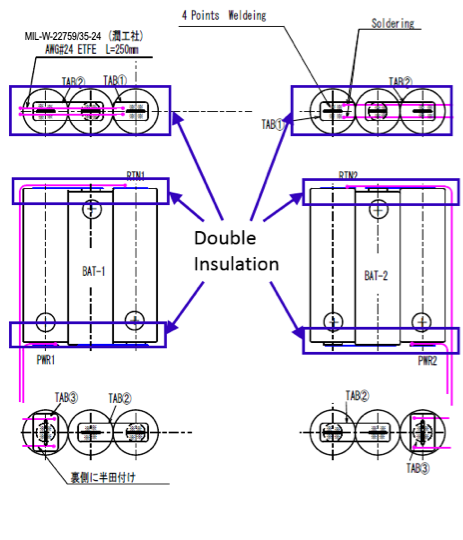 4 Points Weldeing
Soldering
MIL-W-22759/35-24 (潤工社)
AWG#24 ETFE L=250mm
TAB②
TAB①
TAB②
TAB①
RTN1
RTN2
Double
Insulation
BAT-1
BAT-2
PWR1
PWR2
TAB③
TAB②
TAB②
TAB③
裏側に半田付け